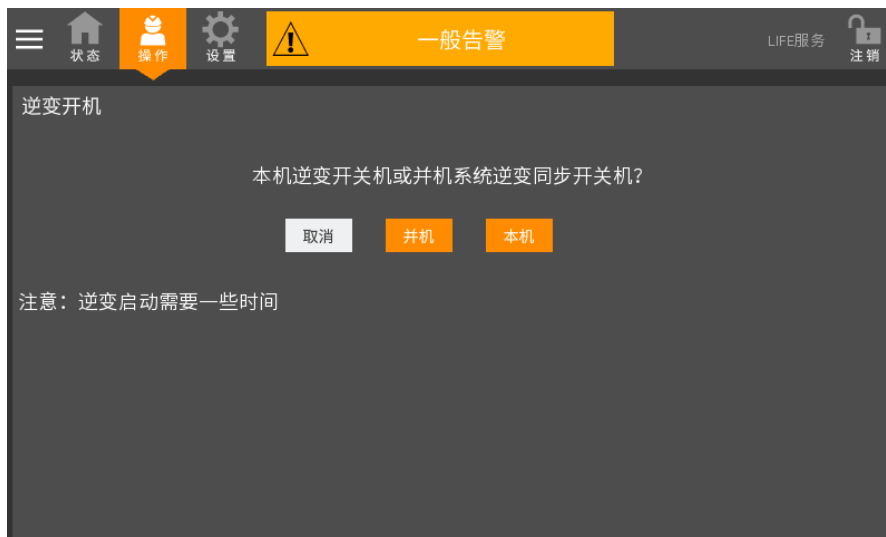 状态
操作
设置
一般告警
LIFE服务
注销
逆变开机
本机逆变开关机或并机系统逆变同步开关机？
取消
并机
本机
注意：逆变启动需要一些时间